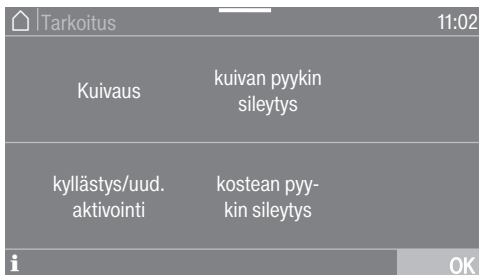 Tarkoitus
11:02
Kuivaus
kuivan pyykin
sileytys
kyllästys/uud.
aktivointi
kostean pyy-
kin sileytys
i
OK